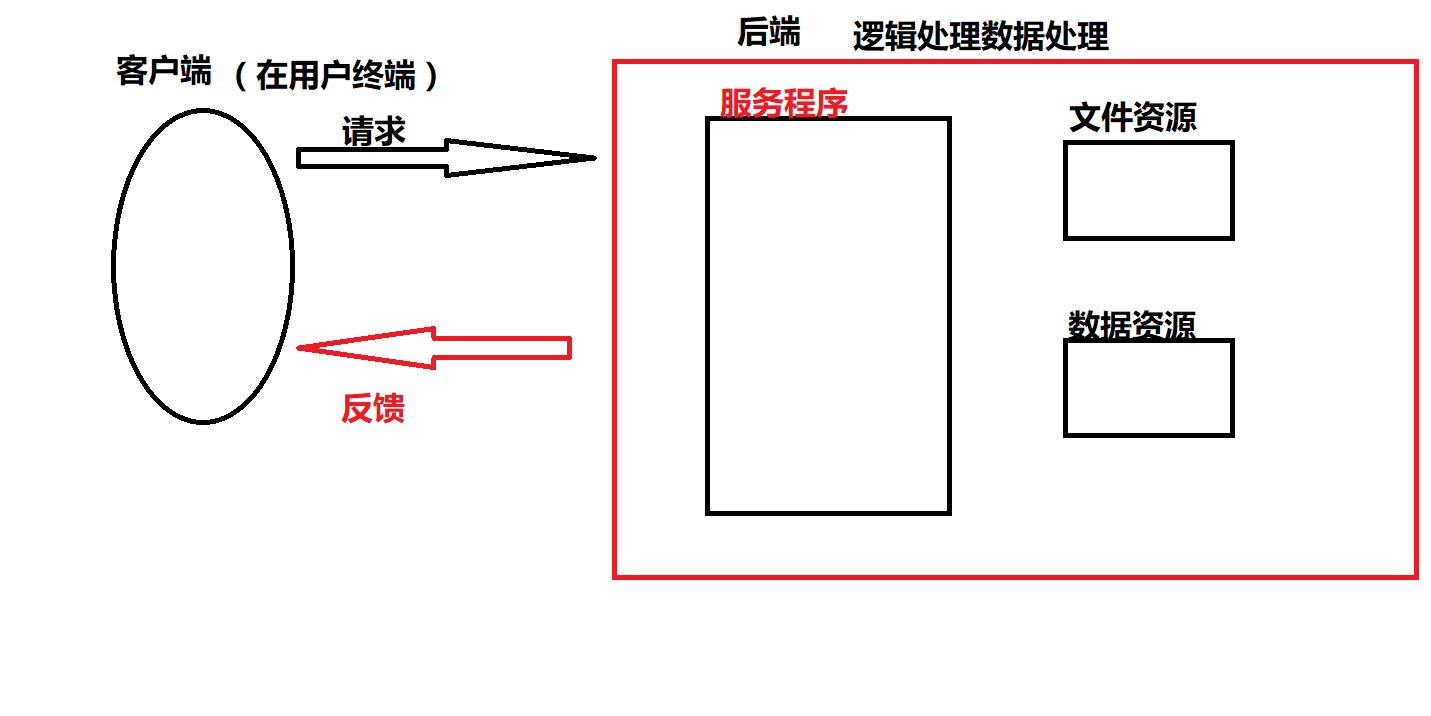 后端 逻辑处理数据处理
客户端 （在用户终端）
服务程序
请求
文件资源
数据资源
反馈